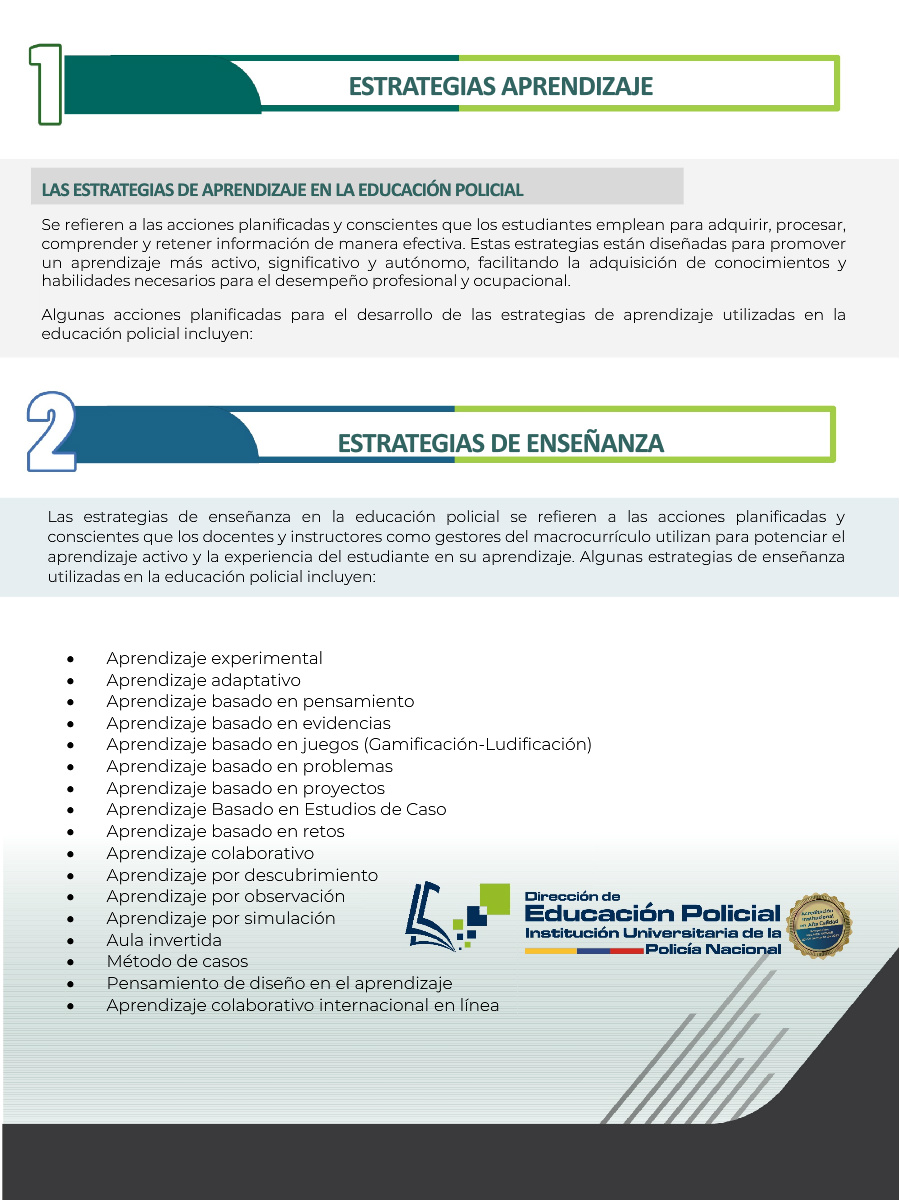 1
ESTRATEGIAS APRENDIZAJE
LAS ESTRATEGIAS DE APRENDIZAJE EN LA EDUCACIÓN POLICIAL
Se refieren a las acciones planificadas y conscientes que los estudiantes emplean para adquirir, procesar,
comprender y retener información de manera efectiva. Estas estrategias están diseñadas para promover
un aprendizaje más activo, significativo y autónomo, facilitando la adquisición de conocimientos y
habilidades necesarios para el desempeño profesional y ocupacional.
Algunas acciones planificadas para el desarrollo de las estrategias de aprendizaje utilizadas en la
educación policial incluyen:
2
ESTRATEGIAS DE ENSEÑANZA
Las estrategias de enseñanza en la educación policial se refieren a las acciones planificadas y
conscientes que los docentes y instructores como gestores del macrocurrículo utilizan para potenciar el
aprendizaje activo y la experiencia del estudiante en su aprendizaje. Algunas estrategias de enseñanza
utilizadas en la educación policial incluyen:
• Aprendizaje experimental
• Aprendizaje adaptativo
• Aprendizaje basado en pensamiento
• Aprendizaje basado en evidencias
• Aprendizaje basado en juegos (Gamificación-Ludificación)
• Aprendizaje basado en problemas
• Aprendizaje basado en proyectos
• Aprendizaje Basado en Estudios de Caso
• Aprendizaje basado en retos
• Aprendizaje colaborativo
• Aprendizaje por descubrimiento
• Aprendizaje por observación
• Aprendizaje por simulación
• Aula invertida
• Método de casos
• Pensamiento de diseño en el aprendizaje
• Aprendizaje colaborativo internacional en línea
Dirección de
Educación Policial
Institución Universitaria de la
Policía Nacional
Acreditación
Institucional
en Alta Calidad